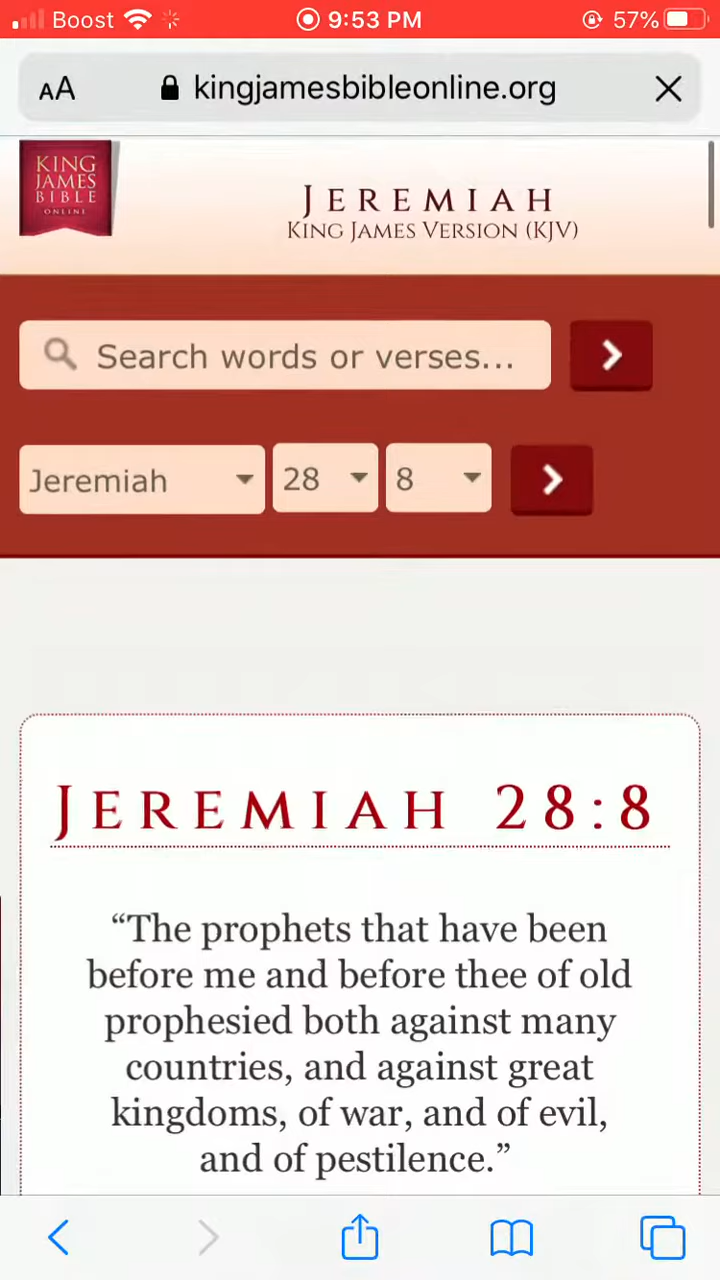 Boost 9:53 PM 57%
AA kingjamesbibleonline.org
KING
JAMES
BIBLE
ONLINE
JEREMIAH
KING JAMES VERSION (KJV)
Search words or verses...
Jeremiah 28 8
JEREMIAH 28:8
“The prophets that have been
before me and before thee of old
prophesied both against many
countries, and against great
kingdoms, of war, and of evil,
and of pestilence.”